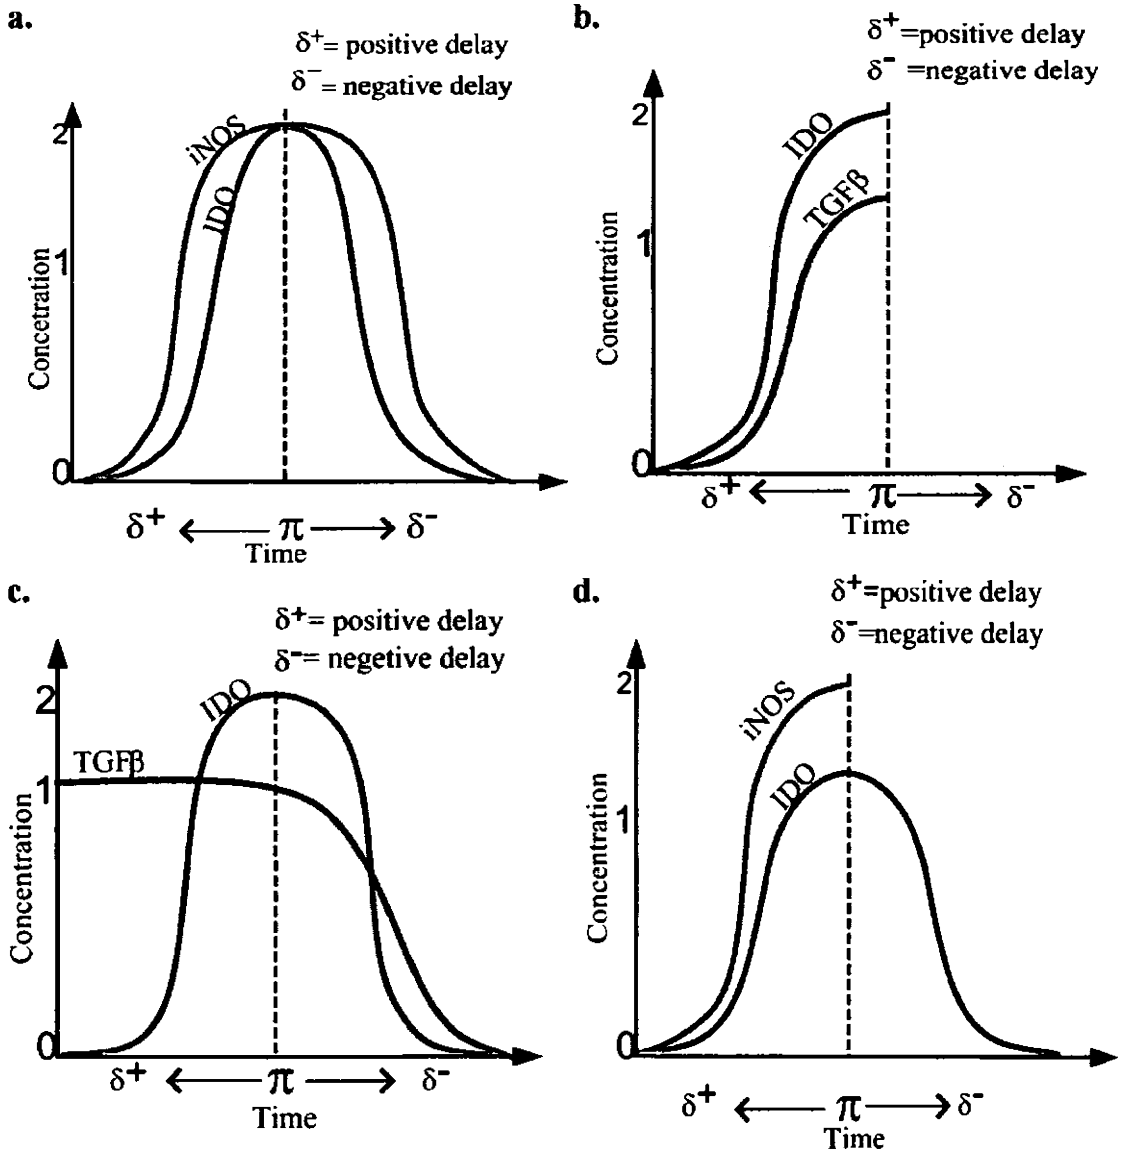 a.
δ+= positive delay
δ−= negative delay
2
iNOS
IDO
1
Concetration
0
δ+ π δ-
Time
b.
δ+=positive delay
δ- =negative delay
2
IDO
TGFβ
1
Concentration
0
δ+ π δ-
Time
c.
δ+= positive delay
δ-= negetive delay
2
IDO
TGFβ
1
Concentration
0
δ+ π δ-
Time
d.
δ+=positive delay
δ-=negative delay
2
iNOS
IDO
1
Concentration
0
δ+ π δ-
Time